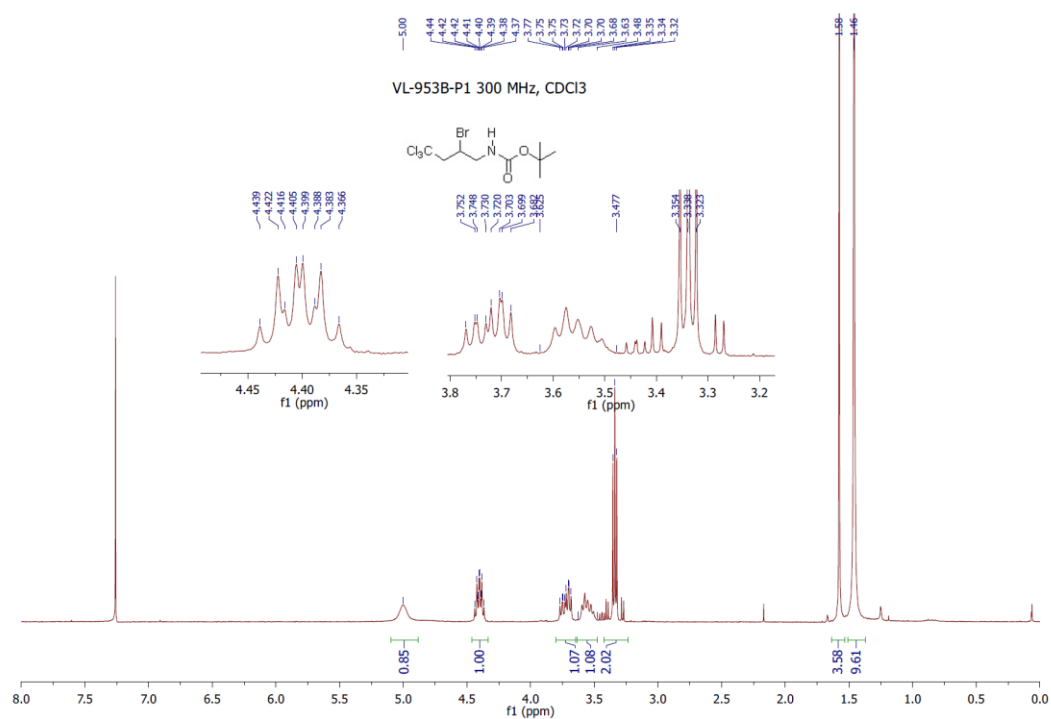 5.00 4.44 4.42 4.42 4.41 4.40 4.39 4.38 4.37 3.77 3.75 3.75 3.73 3.72 3.70 3.70 3.68 3.63 3.48 3.35 3.34 3.32 1.58 1.46
VL-953B-P1 300 MHz, CDCl3
Br H
Cl3C N O
O
4.439 4.422 4.416 4.405 4.399 4.388 4.383 4.366
3.752 3.748 3.730 3.720 3.703 3.699 3.682 3.625 3.477 3.354 3.338 3.323
4.45 4.40 4.35
f1 (ppm)
3.8 3.7 3.6 3.5 3.4 3.3 3.2
f1 (ppm)
0.85 1.00 1.07 1.08 2.02 3.58 9.61
8.0 7.5 7.0 6.5 6.0 5.5 5.0 4.5 4.0 3.5 3.0 2.5 2.0 1.5 1.0 0.5 0.0
f1 (ppm)